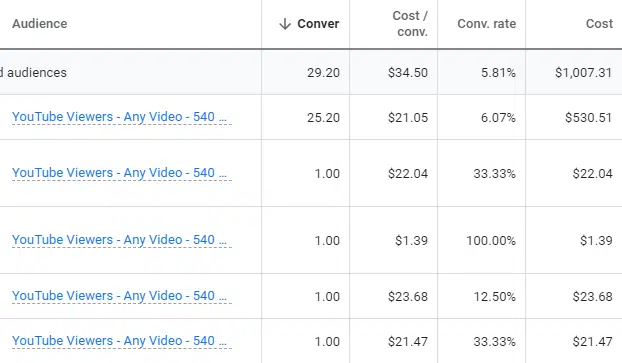 Audience ↓ Conver Cost / conv. Conv. rate Cost
d audiences 29.20 $34.50 5.81% $1,007.31
YouTube Viewers - Any Video - 540 ... 25.20 $21.05 6.07% $530.51
YouTube Viewers - Any Video - 540 ... 1.00 $22.04 33.33% $22.04
YouTube Viewers - Any Video - 540 ... 1.00 $1.39 100.00% $1.39
YouTube Viewers - Any Video - 540 ... 1.00 $23.68 12.50% $23.68
YouTube Viewers - Any Video - 540 ... 1.00 $21.47 33.33% $21.47